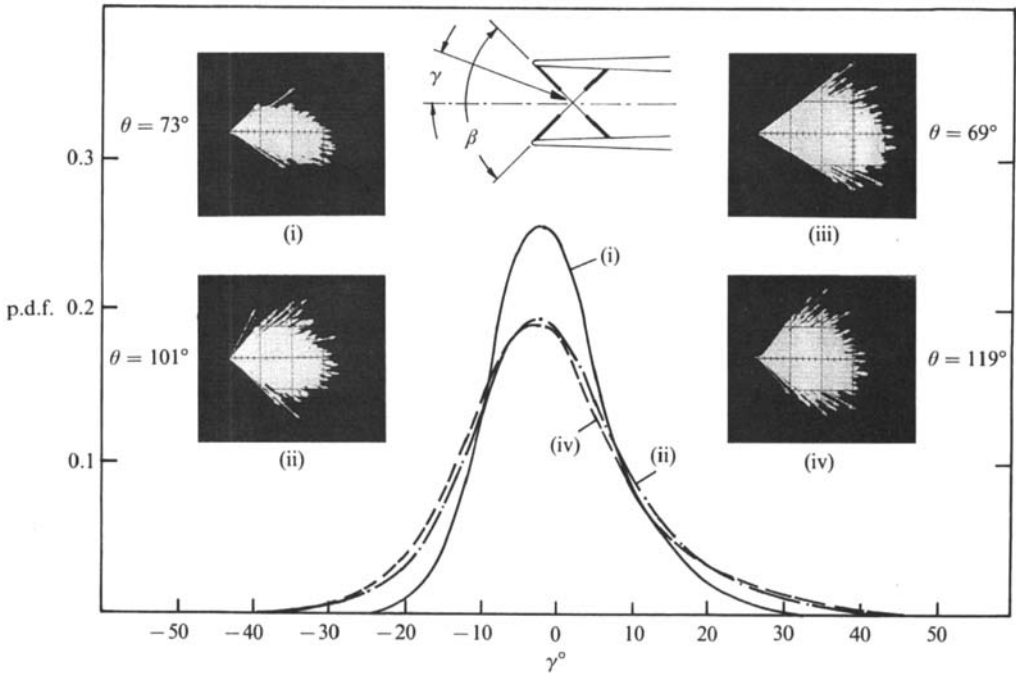 γ
β
θ = 73°
(i)
θ = 69°
(iii)
θ = 101°
(ii)
θ = 119°
(iv)
p.d.f.
0.3
0.2
0.1
(i)
(iv)
(ii)
−50
−40
−30
−20
−10
0
10
20
30
40
50
γ°